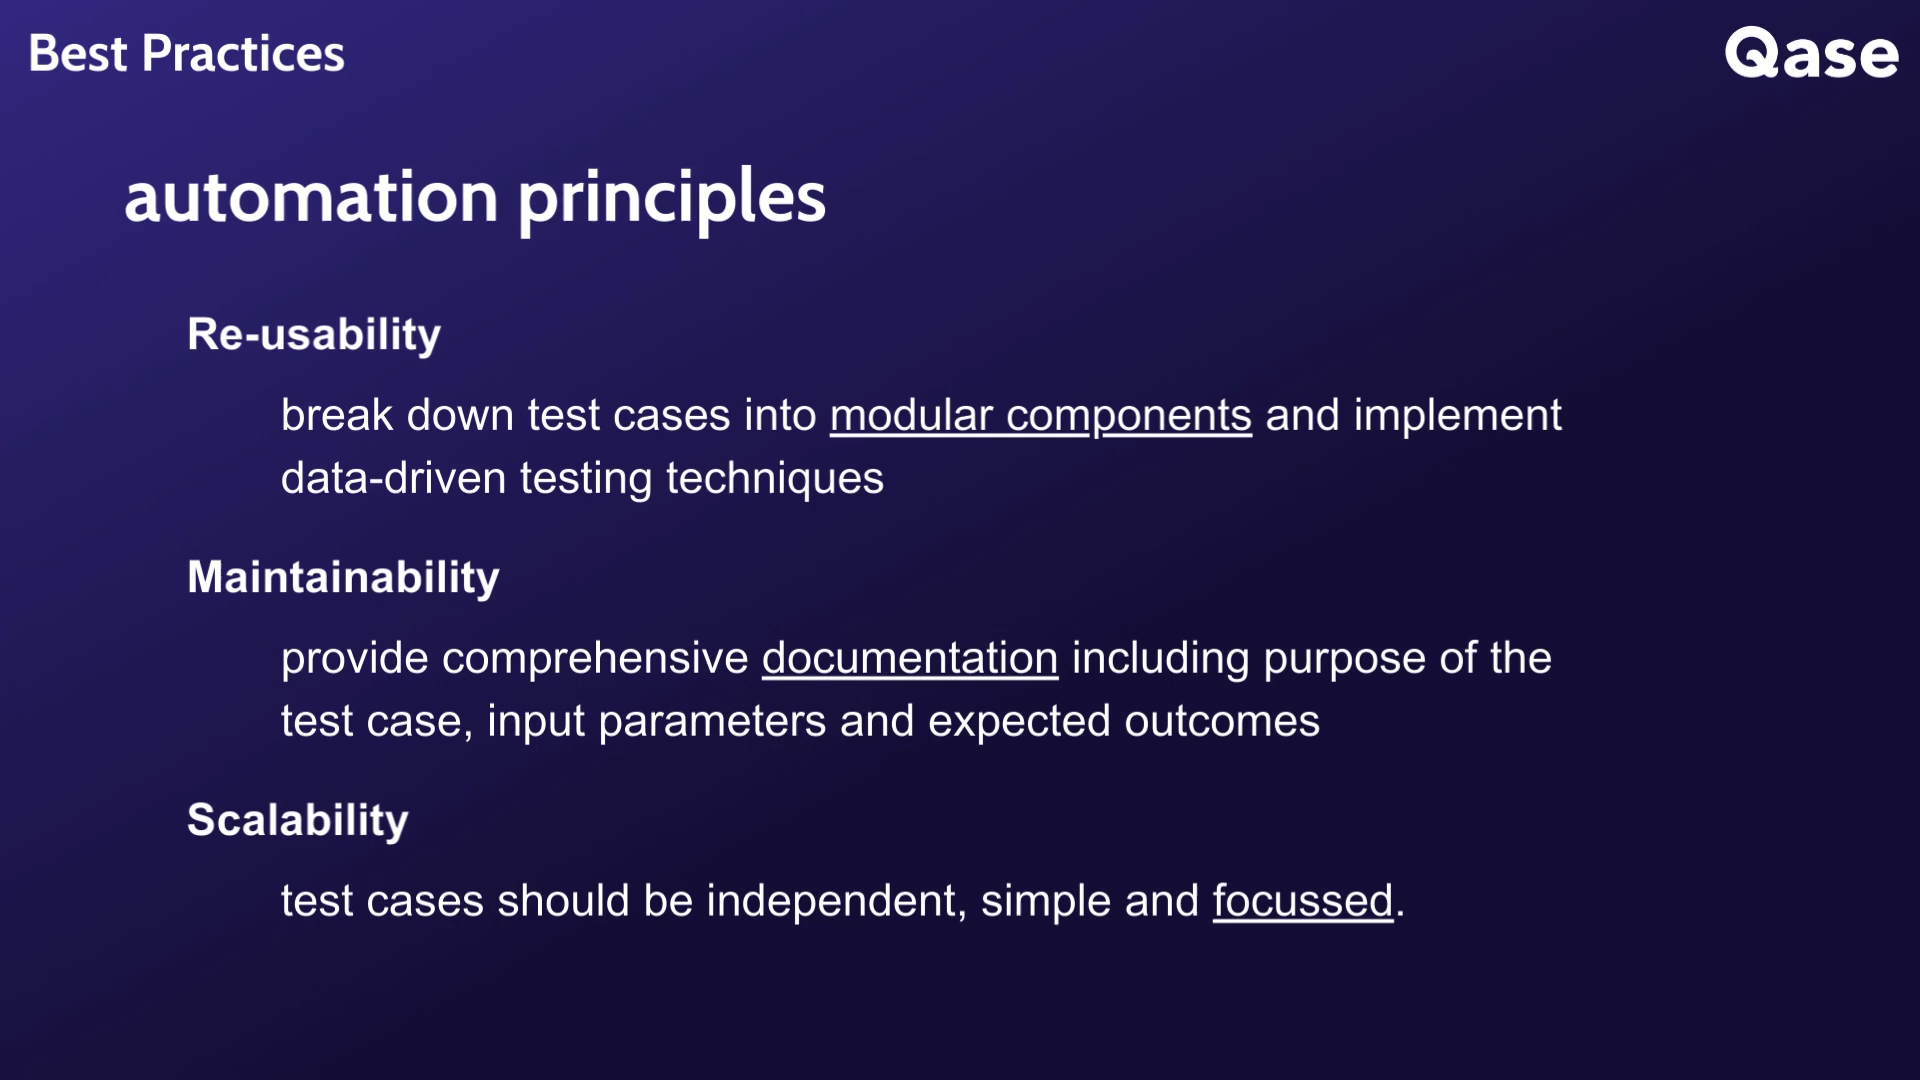 Best Practices
Qase
automation principles
Re-usability
break down test cases into modular components and implement
data-driven testing techniques
Maintainability
provide comprehensive documentation including purpose of the
test case, input parameters and expected outcomes
Scalability
test cases should be independent, simple and focussed.